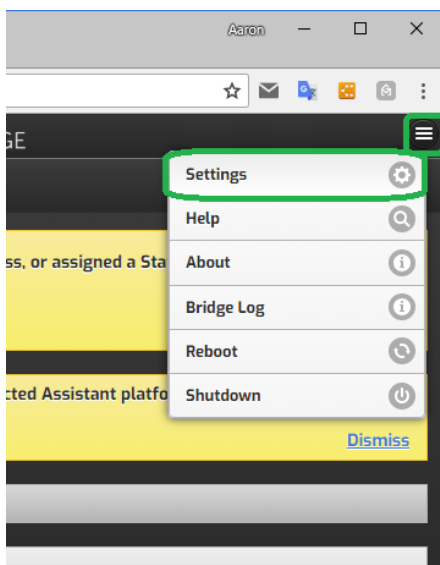 Aaron
GE
Settings
Help
ss, or assigned a Sta
About
Bridge Log
Reboot
cted Assistant platfo
Shutdown
Dismiss